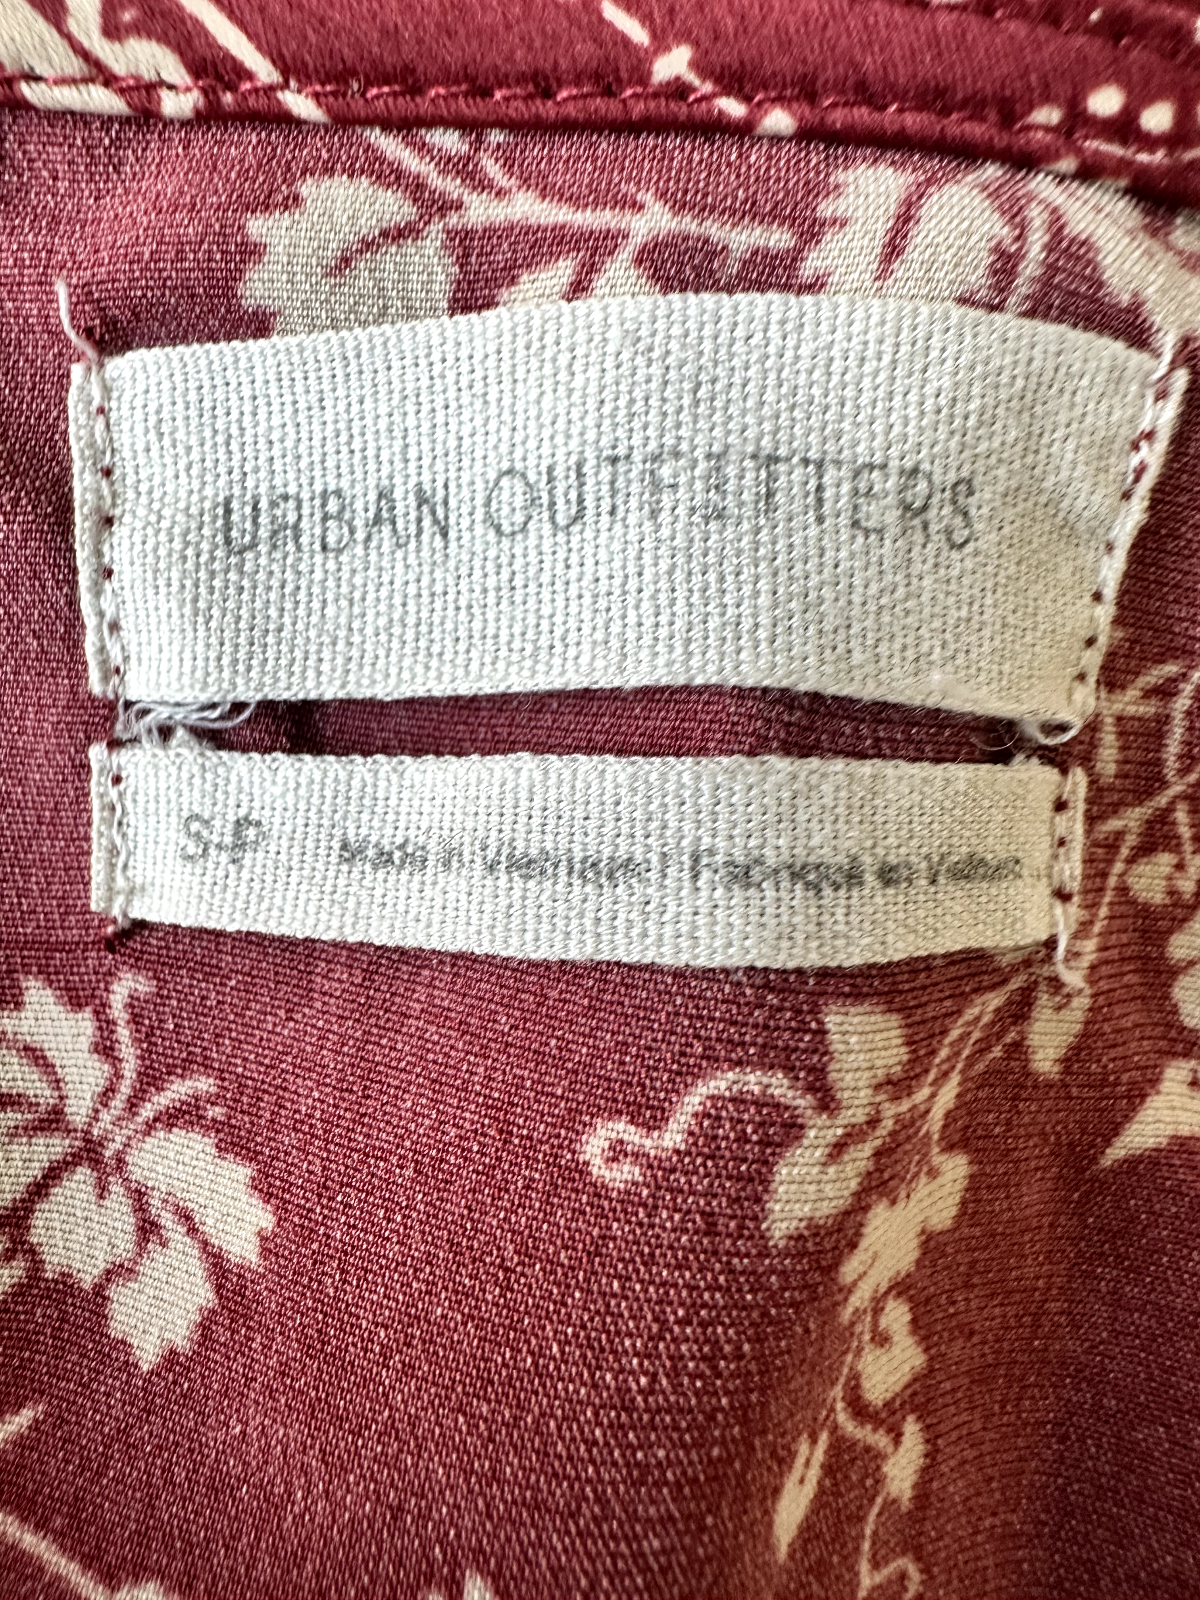 URBAN OUTFITTERS
S-P Made in Vietnam | Fabriqué au Vietnam